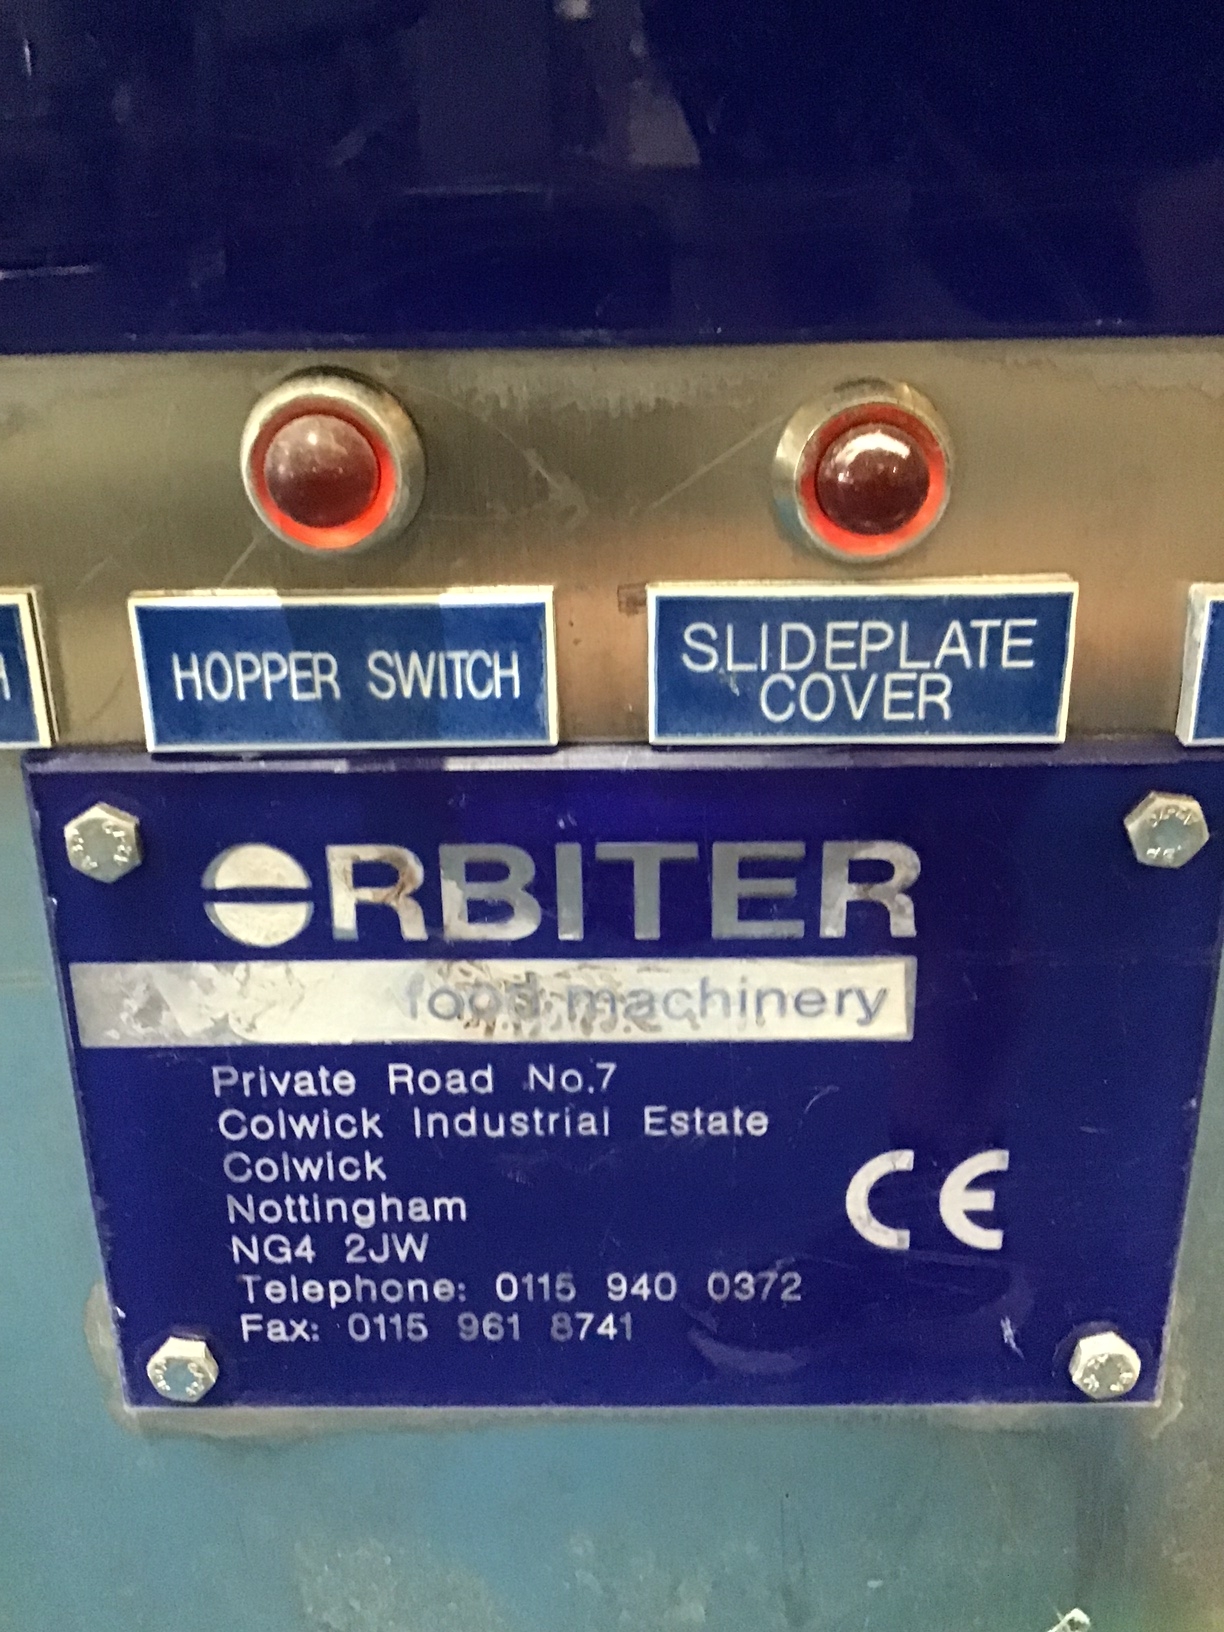 HOPPER SWITCH
SLIDEPLATE
COVER
ORBITER
food machinery
Private Road No.7
Colwick Industrial Estate
Colwick
Nottingham
NG4 2JW
Telephone: 0115 940 0372
Fax: 0115 961 8741
CE